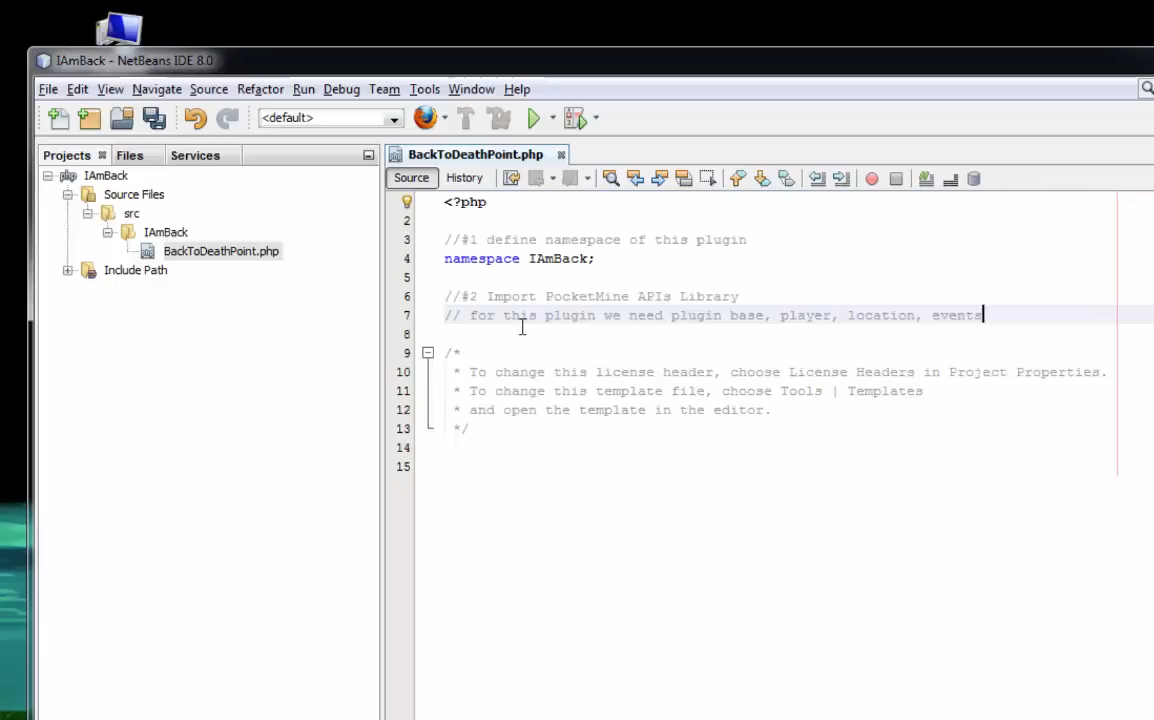 IAmBack - NetBeans IDE 8.0
File Edit View Navigate Source Refactor Run Debug Team Tools Window Help
<default>
Projects Files Services
BackToDeathPoint.php
Source History
IAmBack
Source Files
src
IAmBack
BackToDeathPoint.php
Include Path
1 <?php
2
3 //#1 define namespace of this plugin
4 namespace IAmBack;
5
6 //#2 Import PocketMine APIs Library
7 // for this plugin we need plugin base, player, location, events
8
9 /*
10 * To change this license header, choose License Headers in Project Properties.
11 * To change this template file, choose Tools | Templates
12 * and open the template in the editor.
13 */
14
15